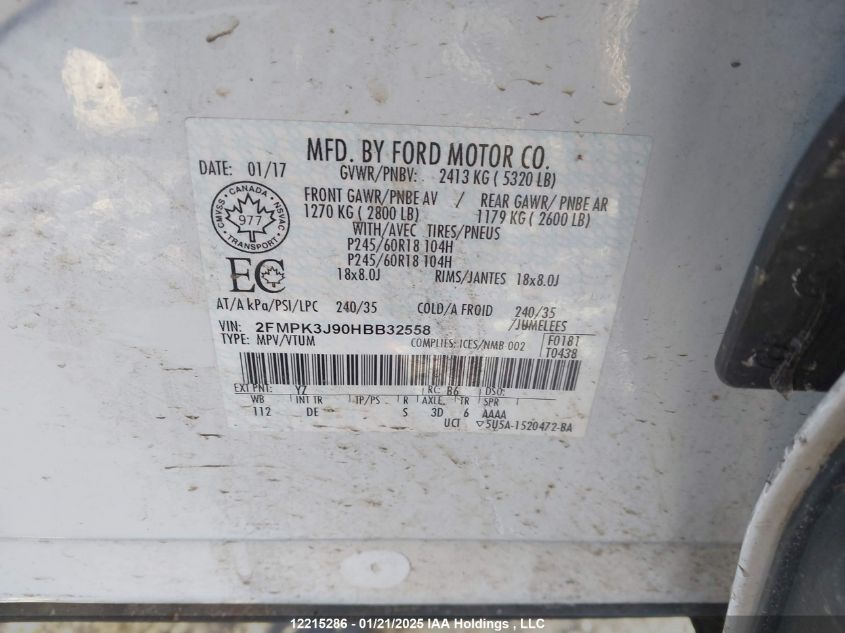 MFD. BY FORD MOTOR CO.
DATE: 01/17 GVWR/PNBV: 2413 KG ( 5320 LB)
FRONT GAWR/PNBE AV / REAR GAWR/ PNBE AR
1270 KG ( 2800 LB) 1179 KG ( 2600 LB)
WITH/AVEC TIRES/PNEUS
P245/60R18 104H
P245/60R18 104H
18x8.0J RIMS/JANTES 18x8.0J
CMVSS • CANADA • NSVAC • TRANSPORT •
977
EC
AT/A kPa/PSI/LPC 240/35 COLD/A FROID 240/35
VIN: 2FMPK3J90HBB32558 /JUMELEES
TYPE: MPV/VTUM COMPLIES: ICES/NMB 002 F0181
T0438
EXT PNT: YZ RC: B6 DSO:
WB INT TR TP/PS R AXLE TR SPR
112 DE S 3D 6 AAAA
UCI ▽5U5A-1520472-BA
12215286 - 01/21/2025 IAA Holdings , LLC